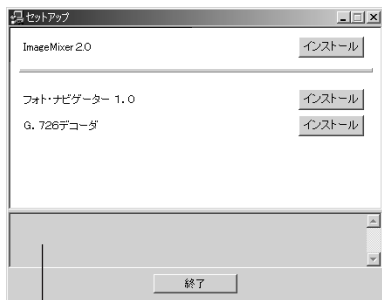 セットアップ
ImageMixer 2.0 インストール
フォト・ナビゲーター 1.0 インストール
G.726デコーダ インストール
終了